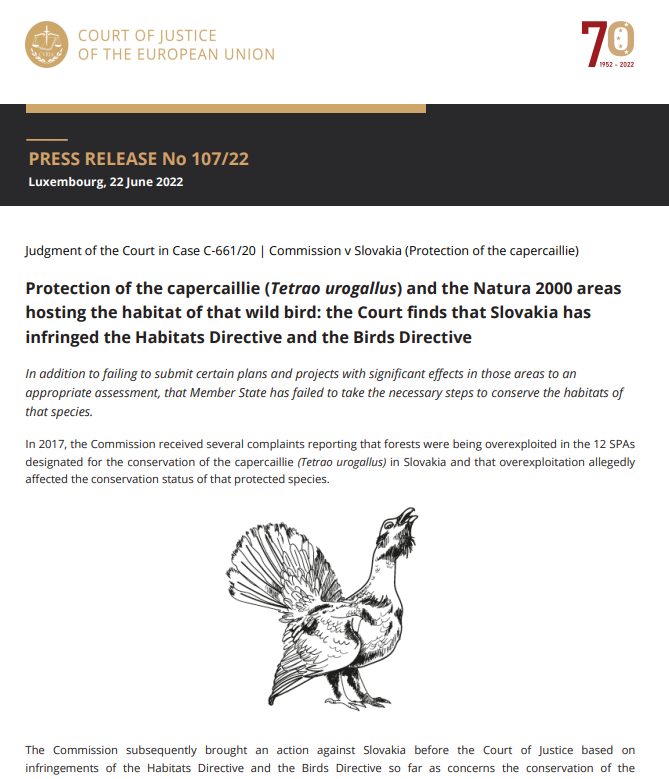 COURT OF JUSTICE
OF THE EUROPEAN UNION
70
1952 - 2022
PRESS RELEASE No 107/22
Luxembourg, 22 June 2022
Judgment of the Court in Case C-661/20 | Commission v Slovakia (Protection of the capercaillie)
Protection of the capercaillie (Tetrao urogallus) and the Natura 2000 areas
hosting the habitat of that wild bird: the Court finds that Slovakia has
infringed the Habitats Directive and the Birds Directive
In addition to failing to submit certain plans and projects with significant effects in those areas to an
appropriate assessment, that Member State has failed to take the necessary steps to conserve the habitats of
that species.
In 2017, the Commission received several complaints reporting that forests were being overexploited in the 12 SPAs
designated for the conservation of the capercaillie (Tetrao urogallus) in Slovakia and that overexploitation allegedly
affected the conservation status of that protected species.
The Commission subsequently brought an action against Slovakia before the Court of Justice based on
infringements of the Habitats Directive and the Birds Directive so far as concerns the conservation of the